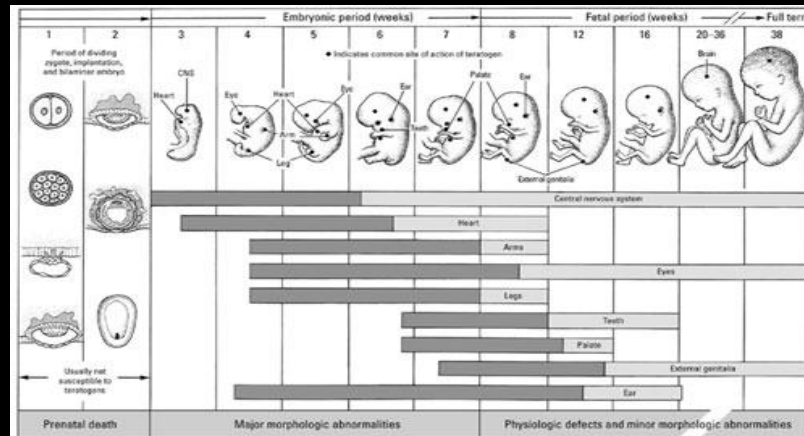 Embryonic period (weeks)
Fetal period (weeks)
Full term
1 2 3 4 5 6 7 8 12 16 20–36 38
Period of dividing
zygote, implantation,
and bilaminer embryo
• Indicates common site of action of teratogen
CNS
Heart
Eye
Heart
Arm
Leg
Eye
Ear
Teeth
Palate
Ear
Brain
External genitalia
Central nervous system
Heart
Arms
Eyes
Legs
Teeth
Palate
External genitalia
Ear
Usually not
susceptible to
teratogens
Prenatal death
Major morphologic abnormalities
Physiologic defects and minor morphologic abnormalities